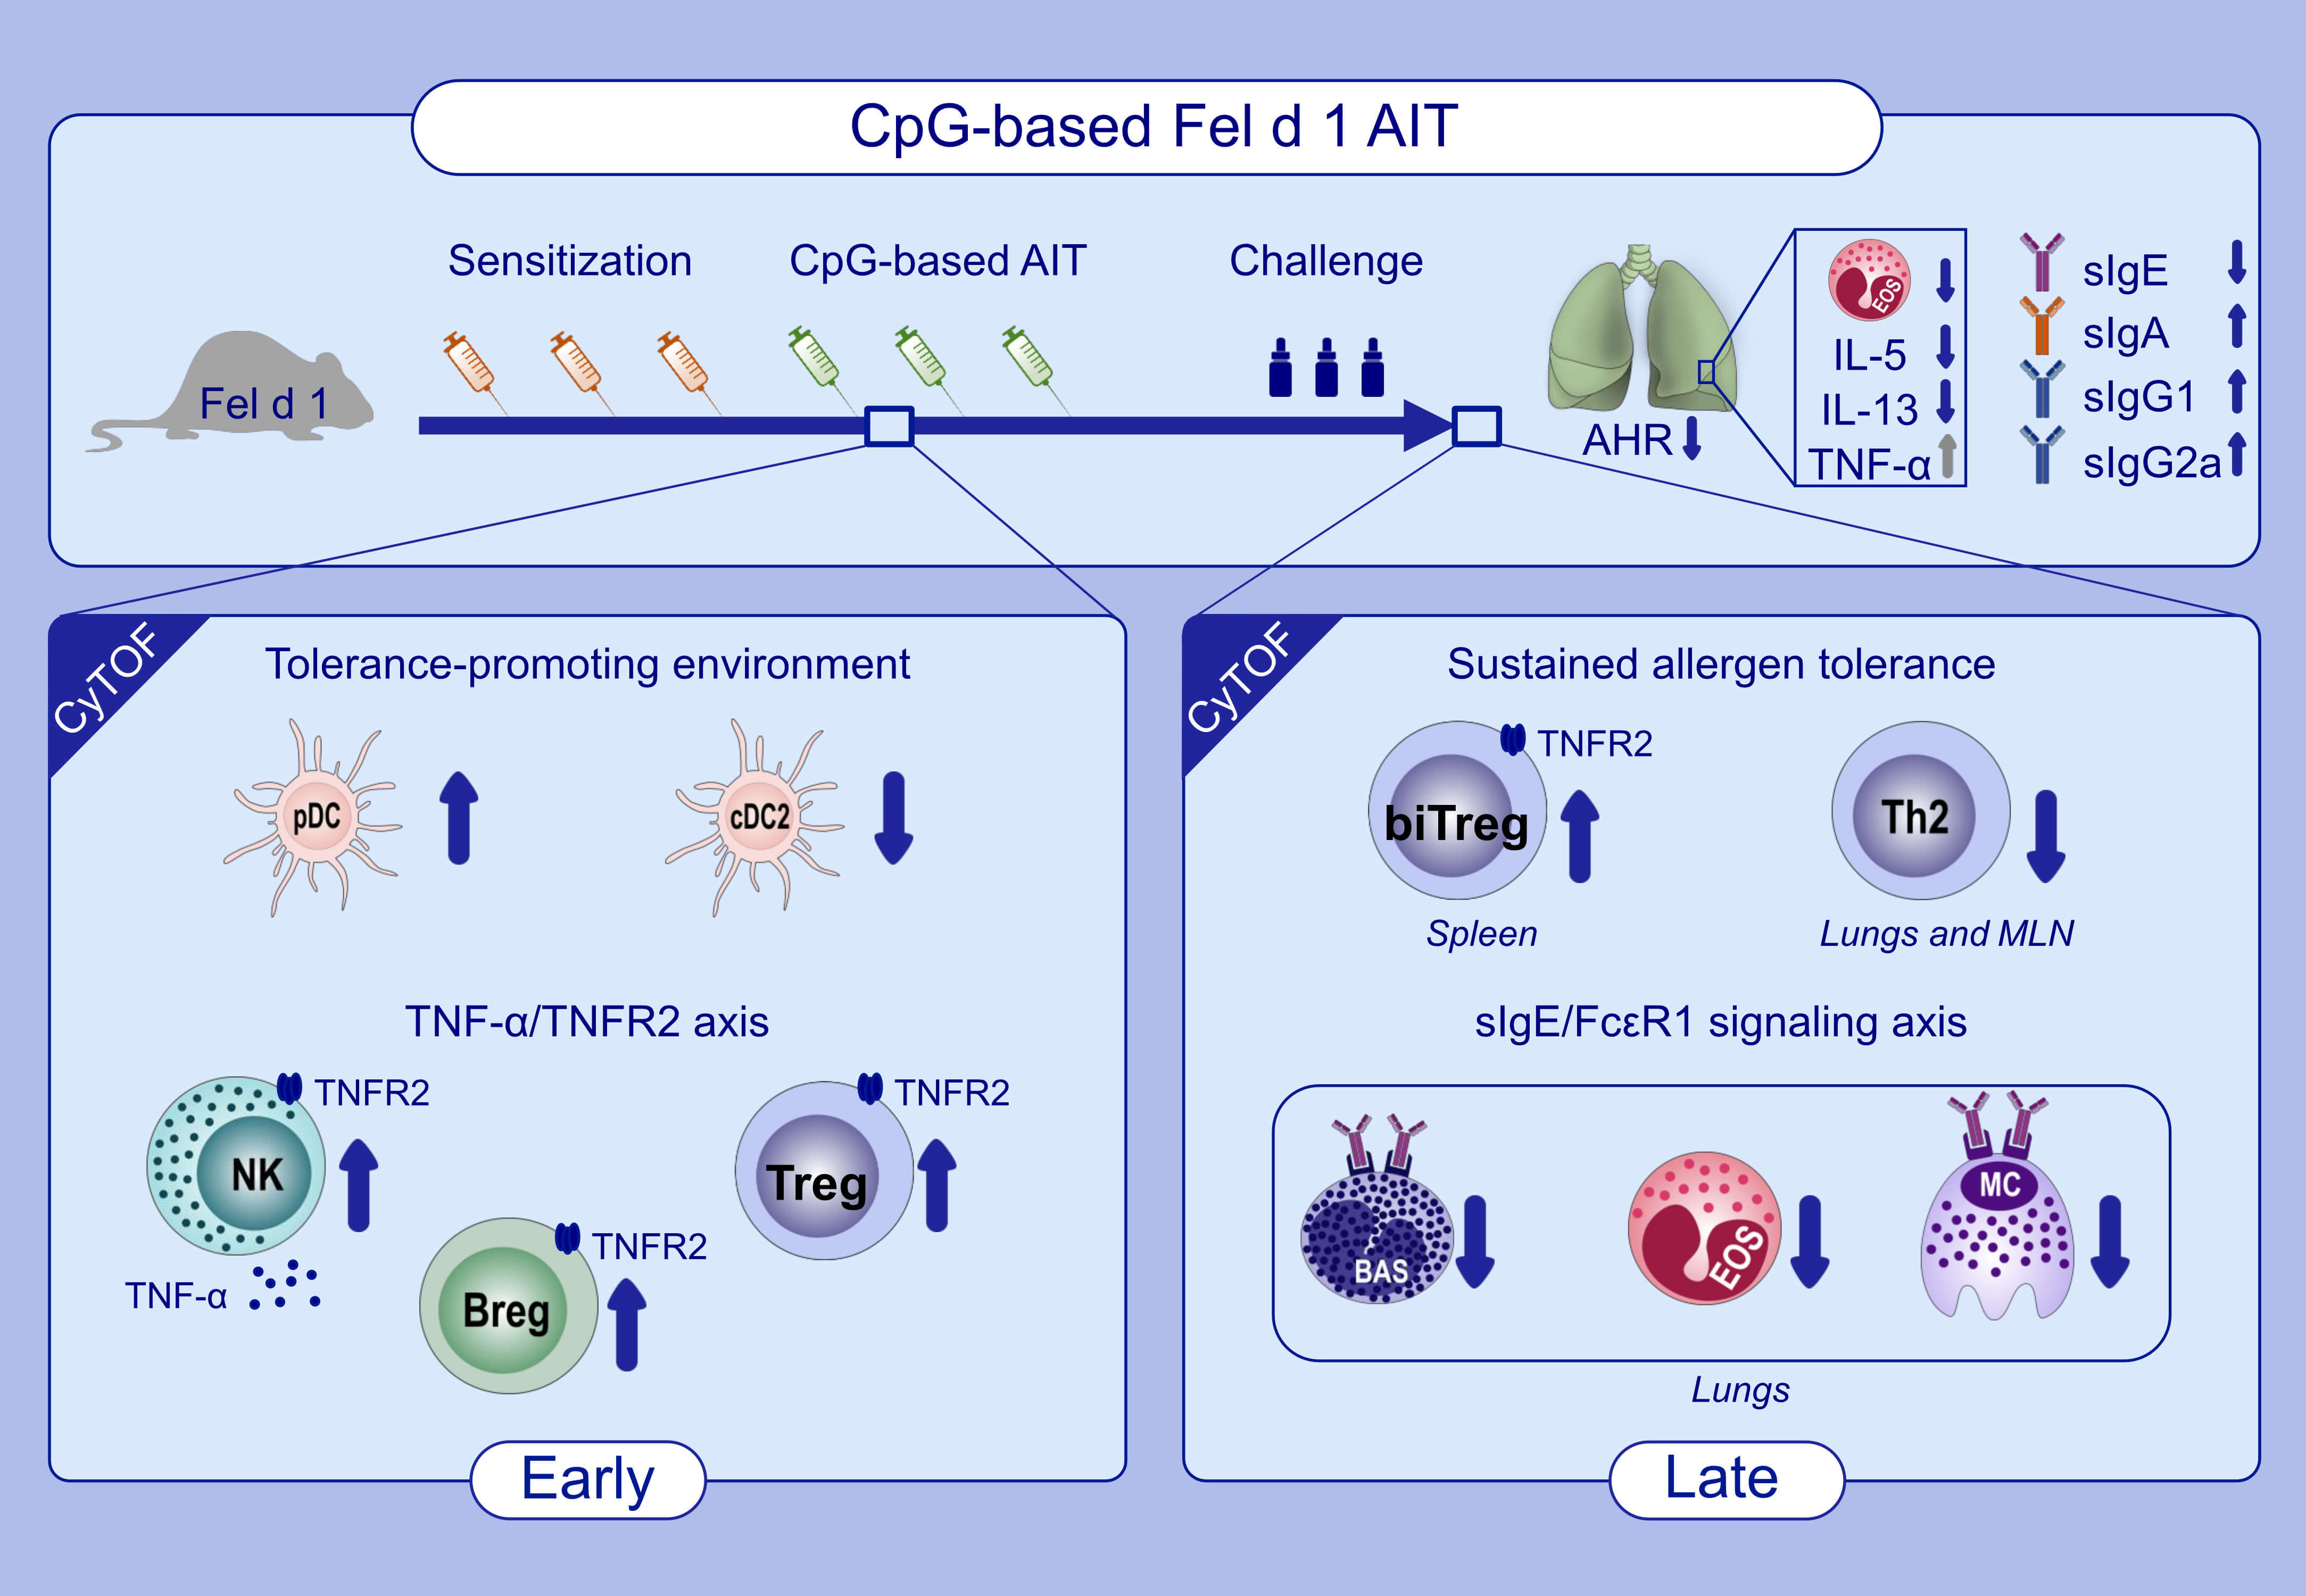 CpG-based Fel d 1 AIT
Sensitization
CpG-based AIT
Challenge
Fel d 1
AHR
EOS
IL-5
IL-13
TNF-α
sIgE
sIgA
sIgG1
sIgG2a
CyTOF
Tolerance-promoting environment
pDC
cDC2
TNF-α/TNFR2 axis
NK
TNFR2
TNF-α
Breg
TNFR2
Treg
TNFR2
Early
CyTOF
Sustained allergen tolerance
biTreg
TNFR2
Spleen
Th2
Lungs and MLN
sIgE/FcεR1 signaling axis
BAS
EOS
MC
Lungs
Late